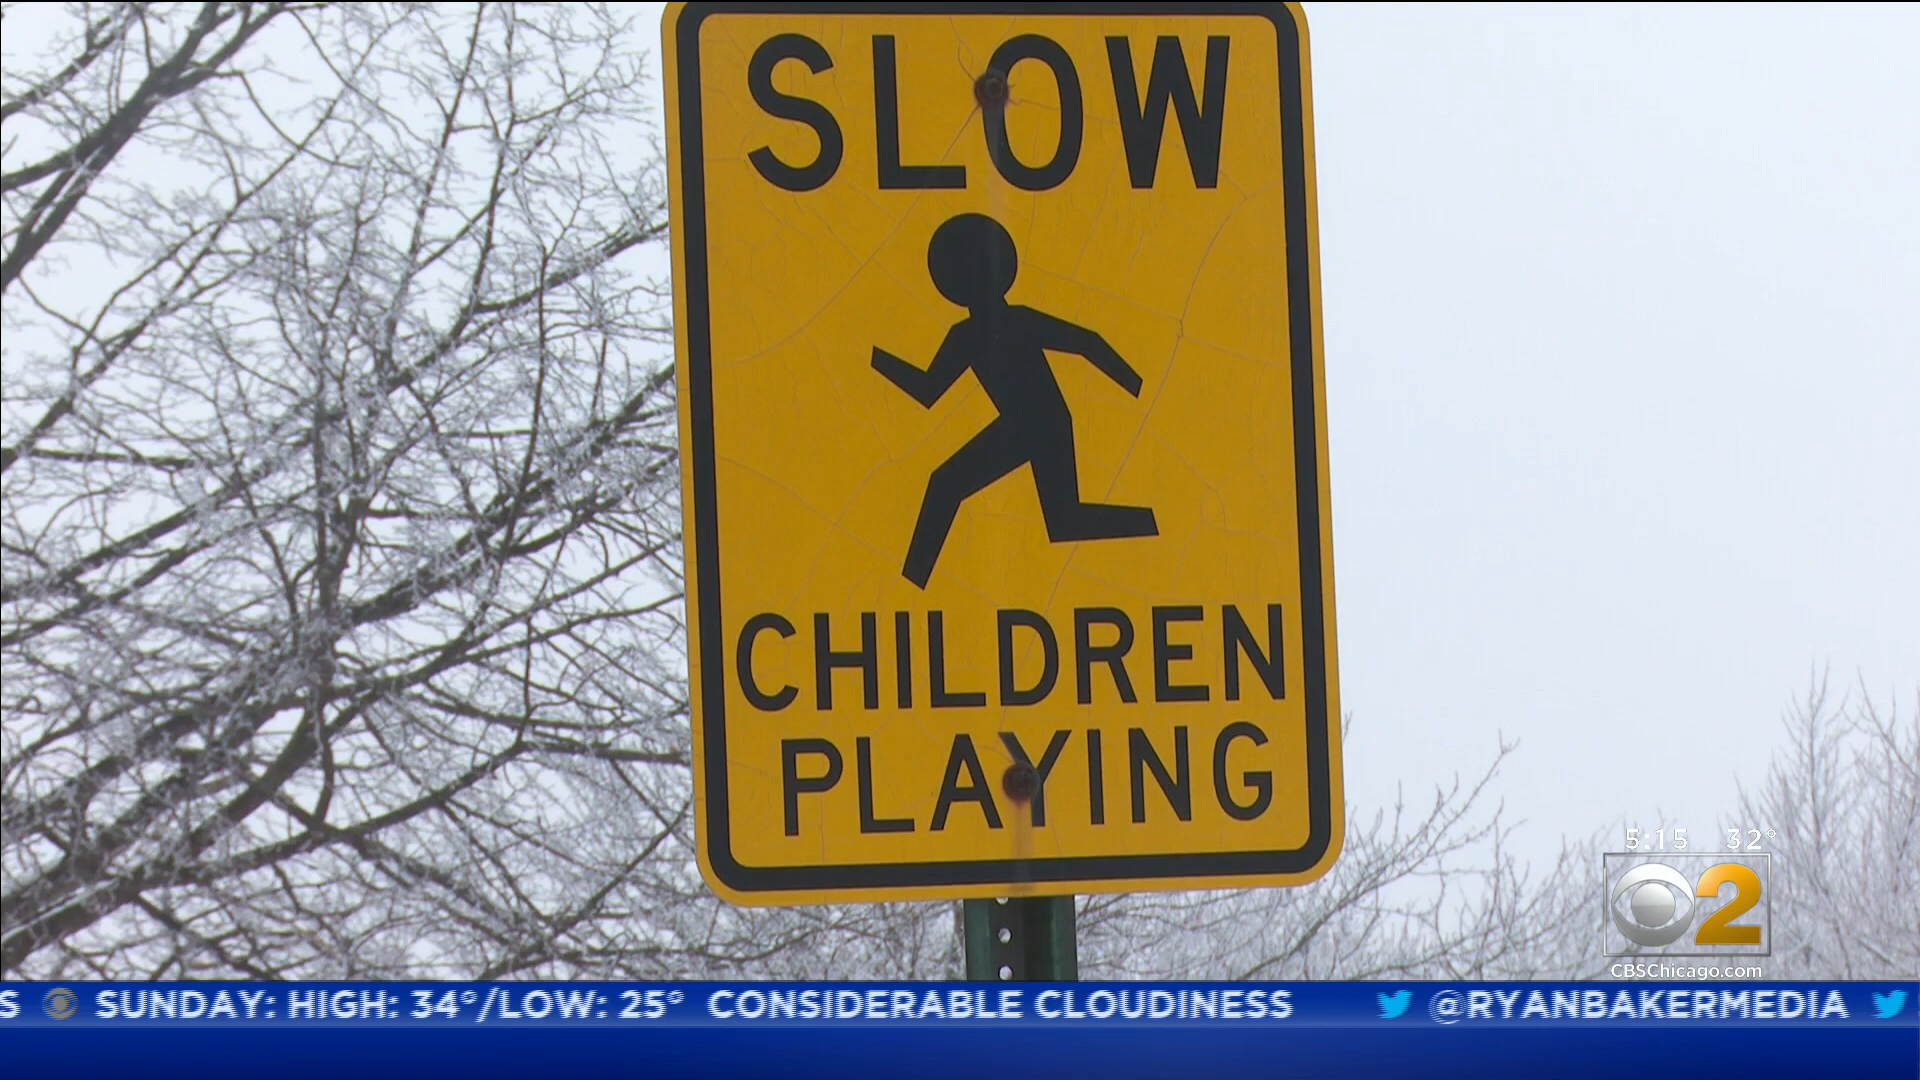 SLOW
CHILDREN
PLAYING
5:15 32°
2
CBSChicago.com
S SUNDAY: HIGH: 34°/LOW: 25° CONSIDERABLE CLOUDINESS @RYANBAKERMEDIA